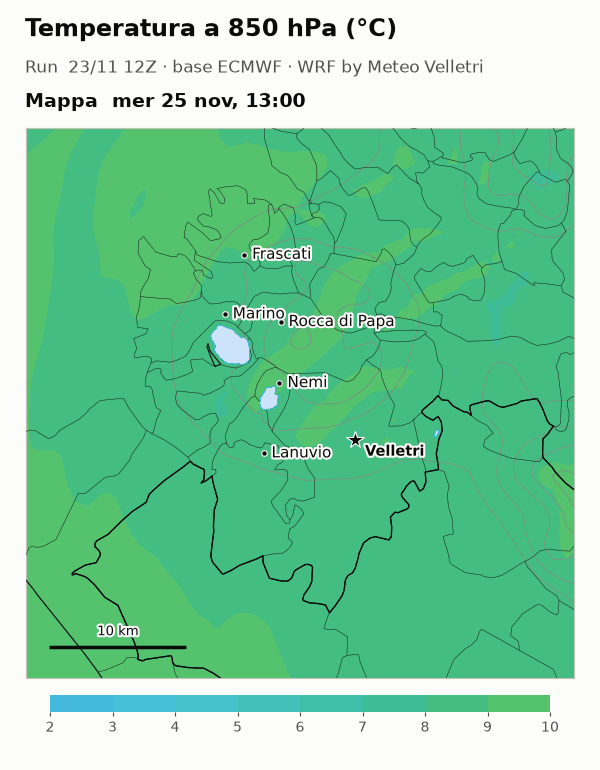 Temperatura a 850 hPa (°C)
Run  23/11 12Z · base ECMWF · WRF by Meteo Velletri
Mappa  mer 25 nov, 13:00
Frascati
Marino
Rocca di Papa
Nemi
Velletri
Lanuvio
10 km
2 3 4 5 6 7 8 9 10